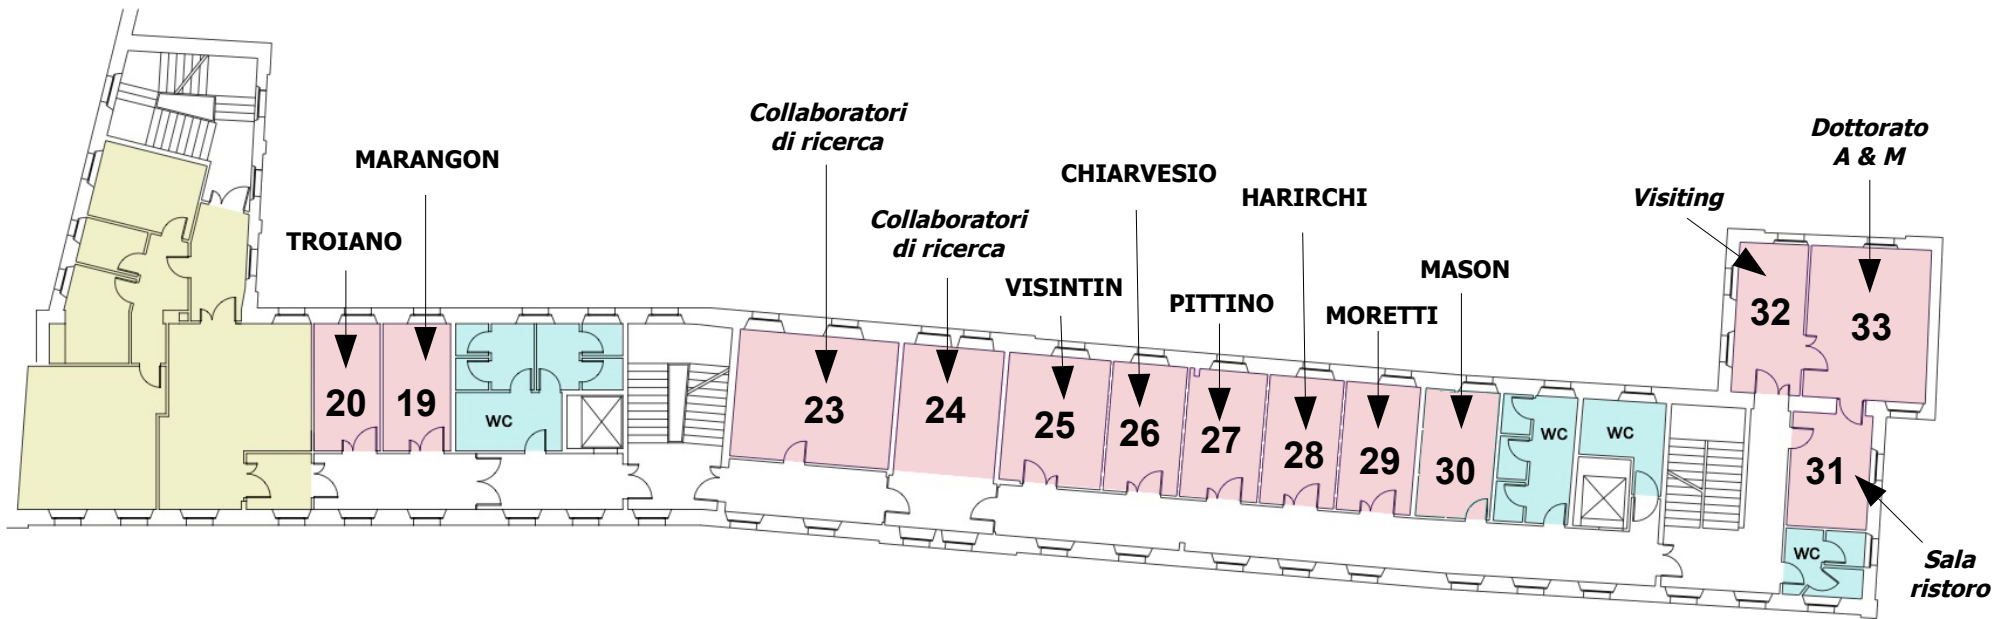 Collaboratori
di ricerca
Dottorato
A & M
MARANGON
CHIARVESIO
HARIRCHI
Visiting
Collaboratori
di ricerca
TROIANO
VISINTIN
PITTINO
MASON
MORETTI
20
19
WC
23
24
25
26
27
28
29
30
WC
WC
32
33
31
WC
Sala
ristoro